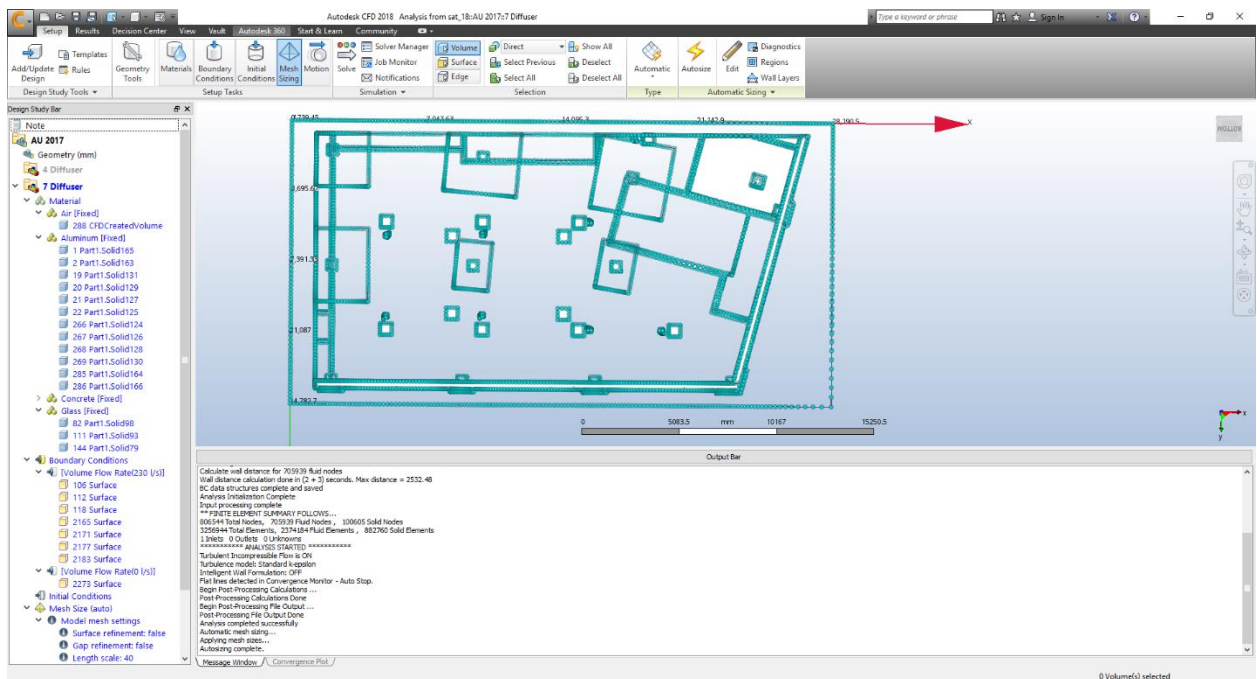 Autodesk CFD 2018 Analysis from sat_18::AU 2017::7 Diffuser
Type a keyword or phrase
Sign In
Setup Results Decision Center View Vault Autodesk 360 Start & Learn Community
Add/Update Design
Templates
Rules
Geometry Tools
Materials
Boundary Conditions
Initial Conditions
Mesh Sizing
Motion
Solve
Solver Manager
Job Monitor
Notifications
Volume
Surface
Edge
Direct
Select Previous
Select All
Show All
Deselect
Deselect All
Automatic
Autosize
Edit
Diagnostics
Regions
Wall Layers
Design Study Tools
Setup Tasks
Simulation
Selection
Type
Automatic Sizing
Design Study Bar
Note
AU 2017
Geometry (mm)
4 Diffuser
7 Diffuser
Material
Air [Fixed]
288 CFDCreatedVolume
Aluminum [Fixed]
1 Part1.Solid165
2 Part1.Solid163
19 Part1.Solid131
20 Part1.Solid129
21 Part1.Solid127
22 Part1.Solid125
266 Part1.Solid124
267 Part1.Solid126
268 Part1.Solid128
269 Part1.Solid130
285 Part1.Solid164
286 Part1.Solid166
Concrete [Fixed]
Glass [Fixed]
82 Part1.Solid98
111 Part1.Solid93
144 Part1.Solid79
Boundary Conditions
[Volume Flow Rate(230 l/s)]
106 Surface
112 Surface
118 Surface
2165 Surface
2171 Surface
2177 Surface
2183 Surface
[Volume Flow Rate(0 l/s)]
2273 Surface
Initial Conditions
Mesh Size (auto)
Model mesh settings
Surface refinement: false
Gap refinement: false
Length scale: 40
X
BOTTOM
0 5083.5 mm 10167 15250.5
x
y
Output Bar
Calculate wall distance for 705939 fluid nodes
Wall distance calculation done in (2 + 3) seconds. Max distance = 2532.48
BC data structures complete and saved
Analysis Initialization Complete
Input processing complete
** FINITE ELEMENT SUMMARY FOLLOWS...
806544 Total Nodes, 705939 Fluid Nodes , 100605 Solid Nodes
3256944 Total Elements, 2374184 Fluid Elements , 882760 Solid Elements
1 Inlets 0 Outlets 0 Unknowns
*********** ANALYSIS STARTED ***********
Turbulent Incompressible Flow is ON
Turbulence model: Standard k-epsilon
Intelligent Wall Formulation: OFF
Flat lines detected in Convergence Monitor - Auto Stop.
Begin Post-Processing Calculations ...
Post-Processing Calculations Done
Begin Post-Processing File Output ...
Post-Processing File Output Done
Analysis completed successfully
Automatic mesh sizing...
Applying mesh sizes...
Autosizing complete.
Message Window Convergence Plot
0 Volume(s) selected